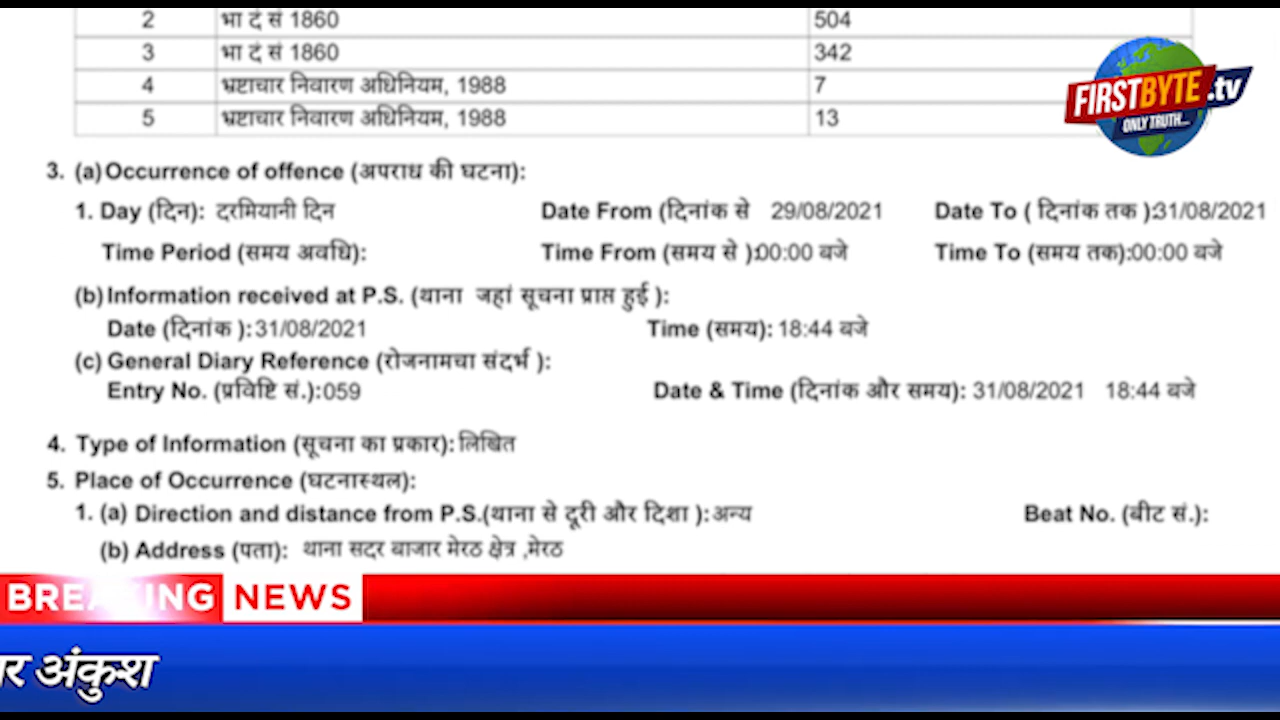 2 भा दं सं 1860 504
3 भा दं सं 1860 342
4 भ्रष्टाचार निवारण अधिनियम, 1988 7
5 भ्रष्टाचार निवारण अधिनियम, 1988 13
FIRSTBYTE.tv
ONLY TRUTH...
3. (a) Occurrence of offence (अपराध की घटना):
1. Day (दिन): दरमियानी दिन Date From (दिनांक से 29/08/2021 Date To ( दिनांक तक ):31/08/2021
Time Period (समय अवधि): Time From (समय से ):00:00 बजे Time To (समय तक):00:00 बजे
(b) Information received at P.S. (थाना जहां सूचना प्राप्त हुई ):
Date (दिनांक ): 31/08/2021 Time (समय): 18:44 बजे
(c) General Diary Reference (रोजनामचा संदर्भ ):
Entry No. (प्रविष्टि सं.): 059 Date & Time (दिनांक और समय): 31/08/2021 18:44 बजे
4. Type of Information (सूचना का प्रकार): लिखित
5. Place of Occurrence (घटनास्थल):
1. (a) Direction and distance from P.S.(थाना से दूरी और दिशा ): अन्य Beat No. (बीट सं.):
(b) Address (पता): थाना सदर बाजार मेरठ क्षेत्र ,मेरठ
BREAKING NEWS
अंकुश